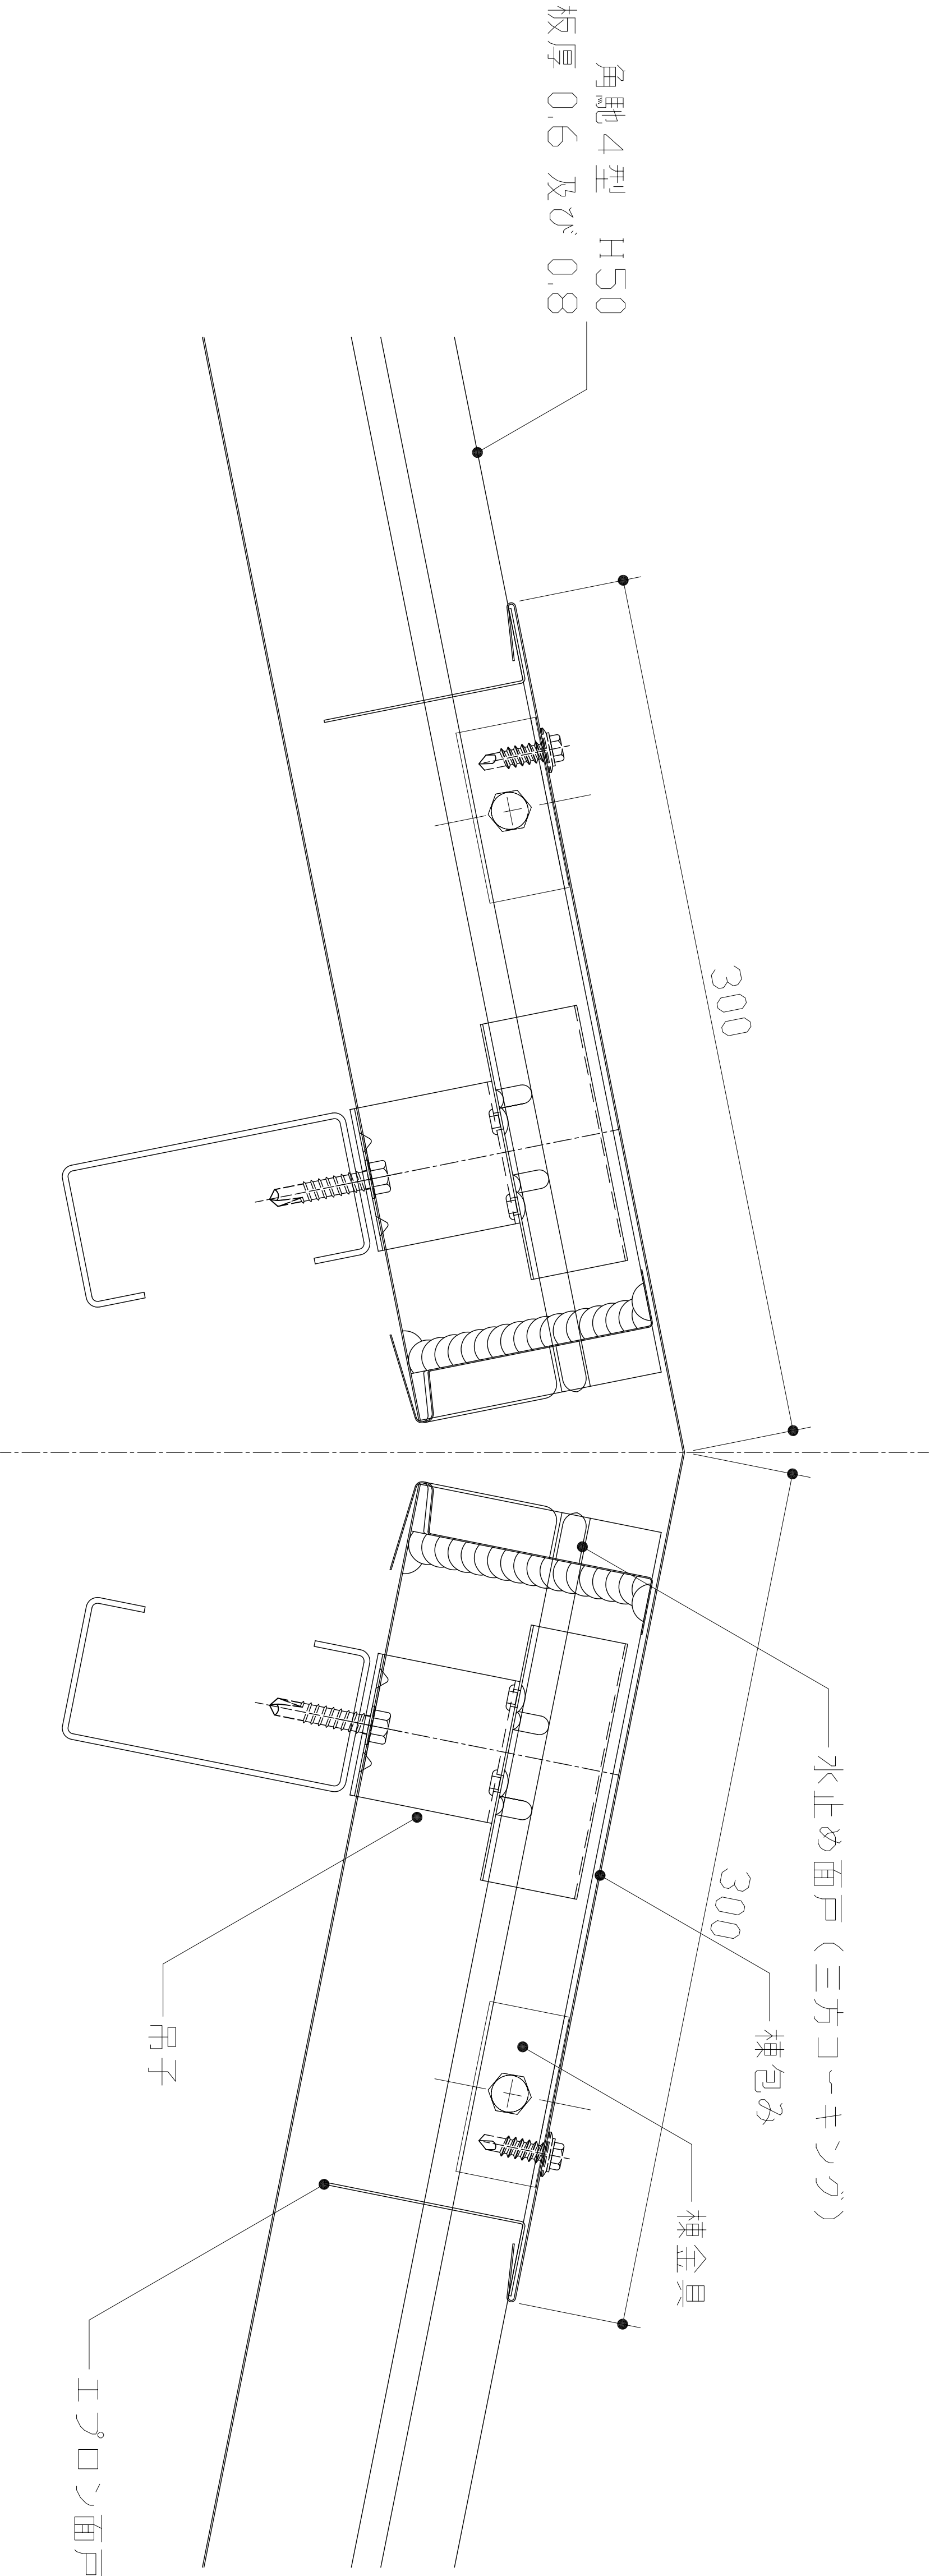 角馳4型 H50
板厚 0.6 及び 0.8
300
300
水止め面戸(三方コーキング)
棟包み
棟金具
吊子
エプロン面戸